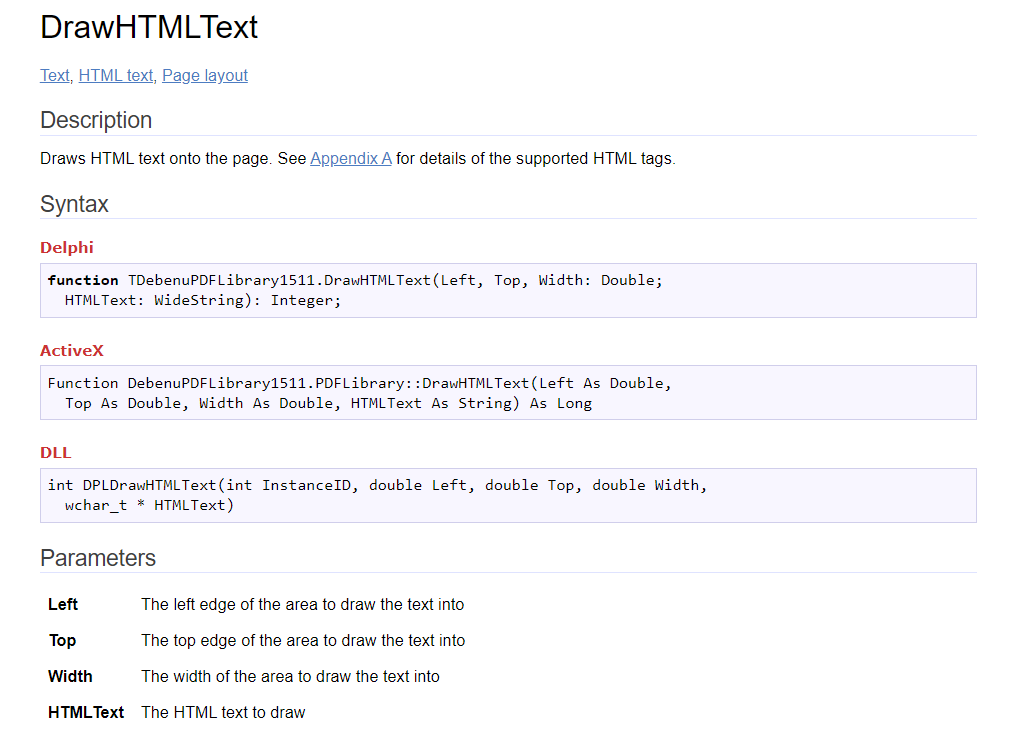 DrawHTMLText
Text, HTML text, Page layout
Description
Draws HTML text onto the page. See Appendix A for details of the supported HTML tags.
Syntax
Delphi
function TDebenuPDFLibrary1511.DrawHTMLText(Left, Top, Width: Double;
  HTMLText: WideString): Integer;
ActiveX
Function DebenuPDFLibrary1511.PDFLibrary::DrawHTMLText(Left As Double,
  Top As Double, Width As Double, HTMLText As String) As Long
DLL
int DPLDrawHTMLText(int InstanceID, double Left, double Top, double Width,
  wchar_t * HTMLText)
Parameters
Left The left edge of the area to draw the text into
Top The top edge of the area to draw the text into
Width The width of the area to draw the text into
HTMLText The HTML text to draw